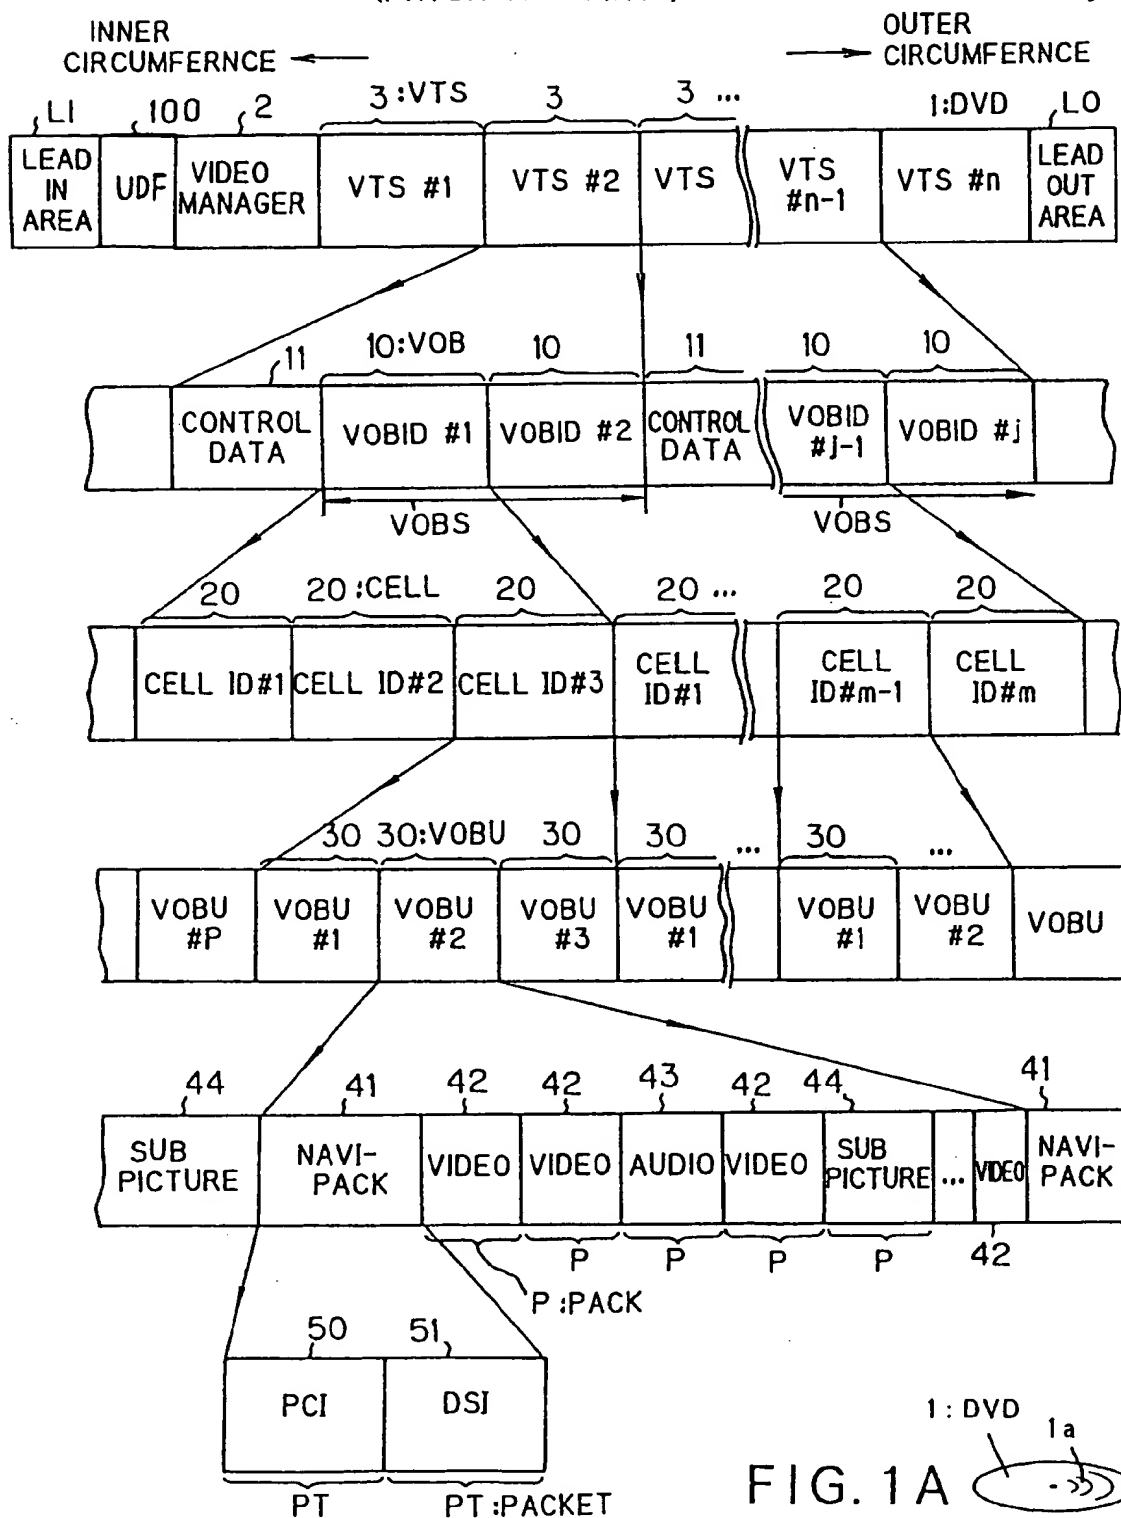 INNER
CIRCUMFERNCE
OUTER
CIRCUMFERNCE
LI 100 2 3:VTS 3 3 ... 1:DVD LO
LEAD IN AREA UDF VIDEO MANAGER VTS #1 VTS #2 VTS VTS #n-1 VTS #n LEAD OUT AREA
11 10:VOB 10 11 10 10
CONTROL DATA VOBID #1 VOBID #2 CONTROL DATA VOBID #j-1 VOBID #j
VOBS VOBS
20 20:CELL 20 20 ... 20 20
CELL ID#1 CELL ID#2 CELL ID#3 CELL ID#1 CELL ID#m-1 CELL ID#m
30 30:VOBU 30 30 ... 30 ...
VOBU #P VOBU #1 VOBU #2 VOBU #3 VOBU #1 VOBU #1 VOBU #2 VOBU
44 41 42 42 43 42 44 41
SUB PICTURE NAVI-PACK VIDEO VIDEO AUDIO VIDEO SUB PICTURE ... VIDEO NAVI-PACK
P P P P 42
P:PACK
50 51
PCI DSI
PT PT:PACKET
1:DVD 1a
FIG. 1A